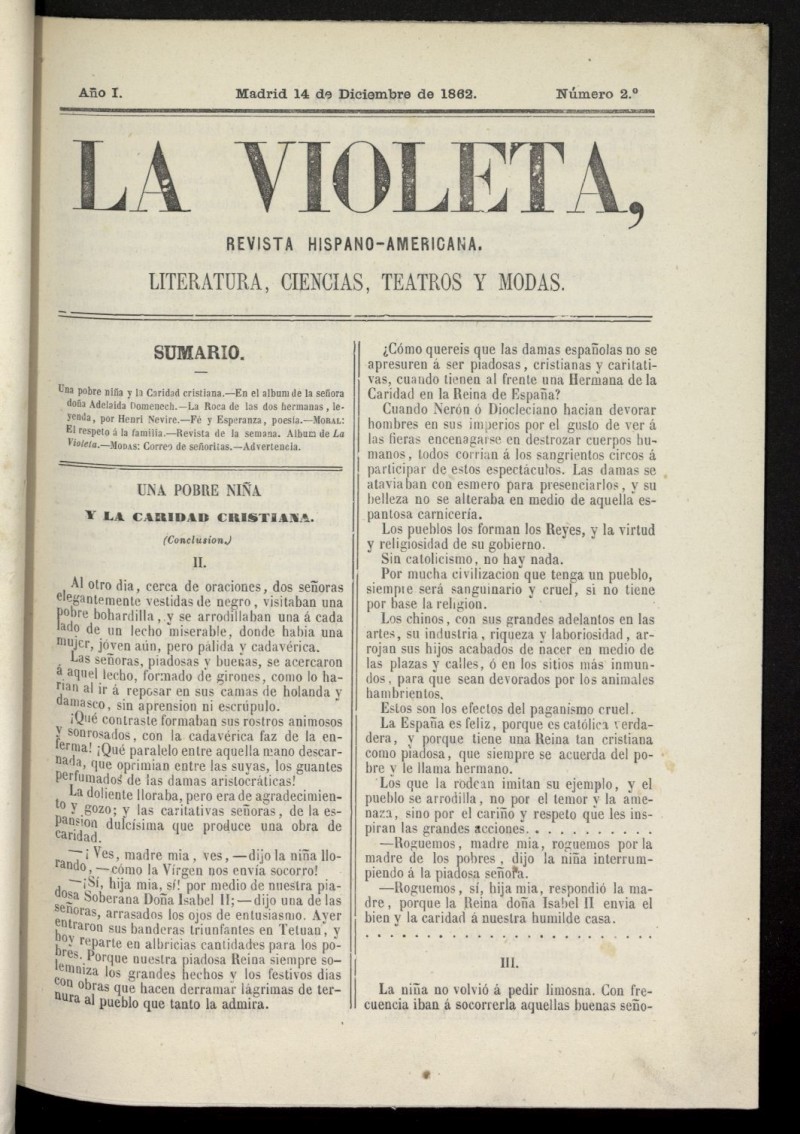 Año I.
Madrid 14 de Diciembre de 1862.
Número 2.º
LA VIOLETA,
REVISTA HISPANO-AMERICANA.
LITERATURA, CIENCIAS, TEATROS Y MODAS.
SUMARIO.
Una pobre niña y la Caridad cristiana.—En el album de la señora
doña Adelaida Domenech.—La Roca de las dos hermanas, le-
yenda, por Henri Nevire.—Fé y Esperanza, poesía.—MORAL:
El respeto á la familia.—Revista de la semana. Album de La
Violeta.—MODAS: Correo de señoritas.—Advertencia.
UNA POBRE NIÑA
Y LA CARIDAD CRISTIANA.
(Conclusion.)
II.
Al otro dia, cerca de oraciones, dos señoras
elegantemente vestidas de negro, visitaban una
pobre bohardilla, y se arrodillaban una á cada
lado de un lecho miserable, donde habia una
mujer, jóven aún, pero pálida y cadavérica.
Las señoras, piadosas y buenas, se acercaron
á aquel lecho, formado de girones, como lo ha-
rian al ir á reposar en sus camas de holanda y
damasco, sin aprension ni escrúpulo.
¡Qué contraste formaban sus rostros animosos
y sonrosados, con la cadavérica faz de la en-
ferma! ¡Qué paralelo entre aquella mano descar-
nada, que oprimian entre las suyas, los guantes
perfumados de las damas aristocráticas!
La doliente lloraba, pero era de agradecimien-
to y gozo; y las caritativas señoras, de la es-
pansion dulcísima que produce una obra de
caridad.
—¡Ves, madre mia, ves,—dijo la niña llo-
rando,—cómo la Vírgen nos envía socorro!
—¡Sí, hija mia, sí! por medio de nuestra pia-
dosa Soberana Doña Isabel II;—dijo una de las
señoras, arrasados los ojos de entusiasmo. Ayer
entraron sus banderas triunfantes en Tetuan, y
hoy reparte en albricias cantidades para los po-
bres. Porque nuestra piadosa Reina siempre so-
lemniza los grandes hechos y los festivos dias
con obras que hacen derramar lágrimas de ter-
nura al pueblo que tanto la admira.
¿Cómo quereis que las damas españolas no se
apresuren á ser piadosas, cristianas y caritati-
vas, cuando tienen al frente una Hermana de la
Caridad en la Reina de España?
Cuando Nerón ó Diocleciano hacian devorar
hombres en sus imperios por el gusto de ver á
las fieras encenagarse en destrozar cuerpos hu-
manos, todos corrian á los sangrientos circos á
participar de estos espectáculos. Las damas se
ataviaban con esmero para presenciarlos, y su
belleza no se alteraba en medio de aquella es-
pantosa carnicería.
Los pueblos los forman los Reyes, y la virtud
y religiosidad de su gobierno.
Sin catolicismo, no hay nada.
Por mucha civilizacion que tenga un pueblo,
siempre será sanguinario y cruel, si no tiene
por base la religion.
Los chinos, con sus grandes adelantos en las
artes, su industria, riqueza y laboriosidad, ar-
rojan sus hijos acabados de nacer en medio de
las plazas y calles, ó en los sitios más inmun-
dos, para que sean devorados por los animales
hambrientos.
Estos son los efectos del paganismo cruel.
La España es feliz, porque es católica verda-
dera, y porque tiene una Reina tan cristiana
como piadosa, que siempre se acuerda del po-
bre y le llama hermano.
Los que la rodean imitan su ejemplo, y el
pueblo se arrodilla, no por el temor y la ame-
naza, sino por el cariño y respeto que les ins-
piran las grandes acciones. . . . . . . . . . .
—Roguemos, madre mia, roguemos por la
madre de los pobres, dijo la niña interrum-
piendo á la piadosa señora.
—Roguemos, sí, hija mia, respondió la ma-
dre, porque la Reina doña Isabel II envia el
bien y la caridad á nuestra humilde casa.
. . . . . . . . . . . . . . . . . . . . . . .
III.
La niña no volvió á pedir limosna. Con fre-
cuencia iban á socorrerla aquellas buenas seño-